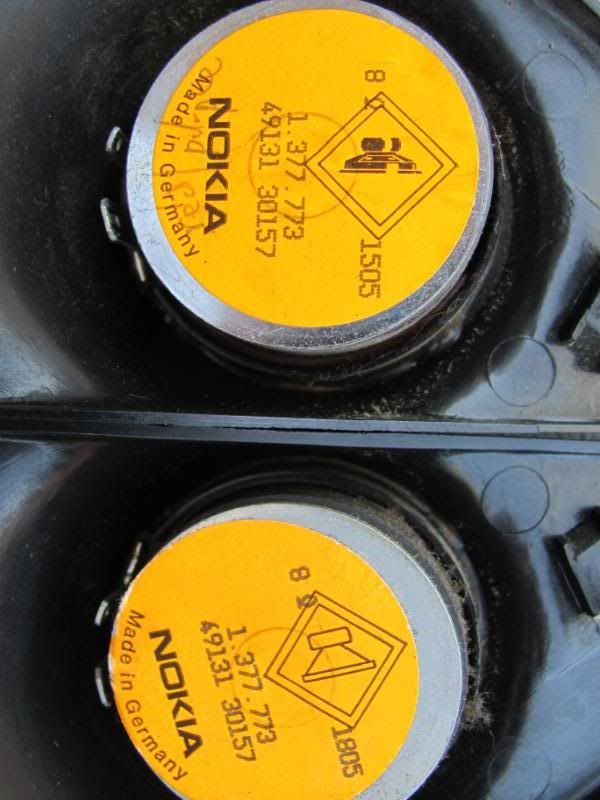 8 Ω
1505
1.377.773
49131 30157
NOKIA
Made in Germany
8 Ω
1805
1.377.773
49131 30157
NOKIA
Made in Germany